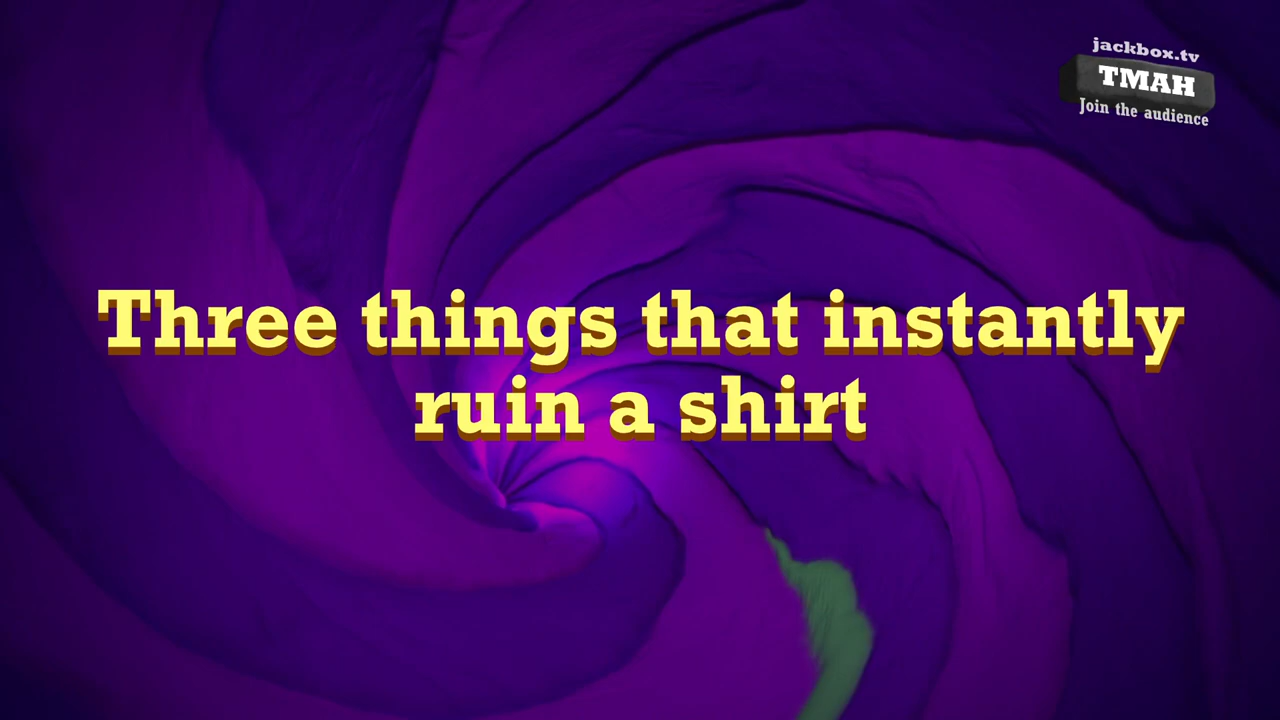 jackbox.tv
TMAH
Join the audience
Three things that instantly
ruin a shirt